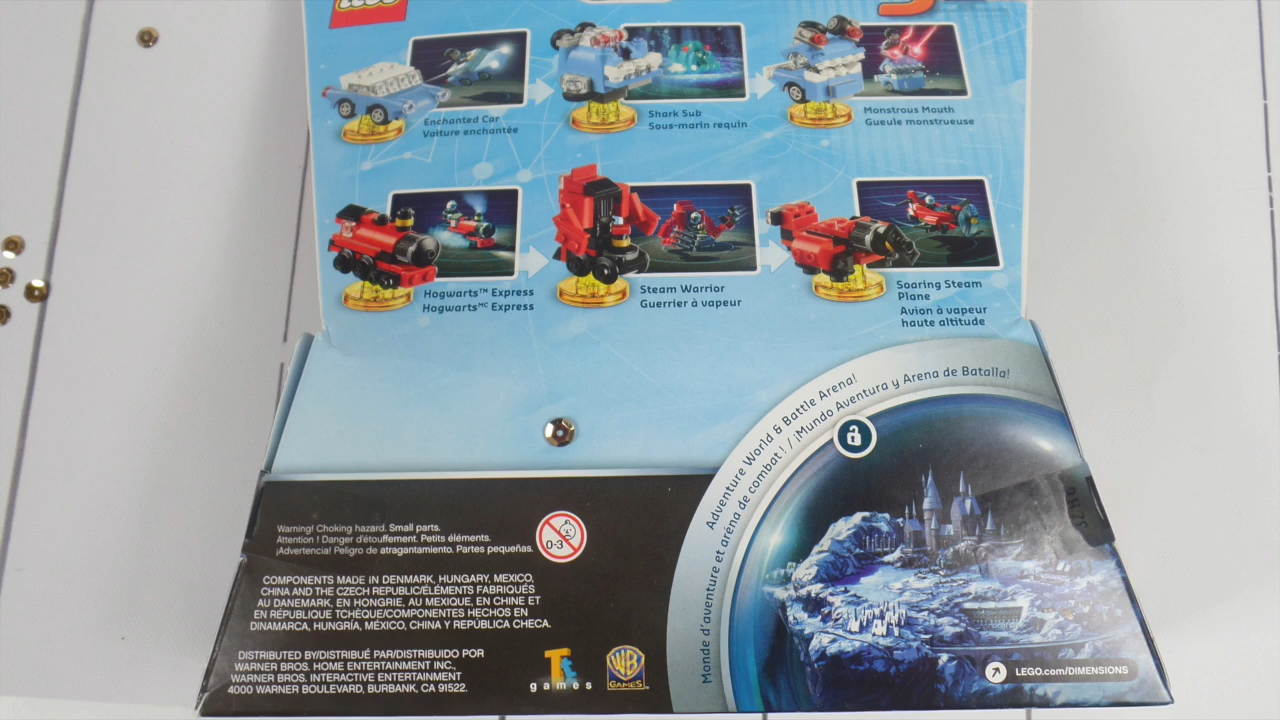 LEGO
Enchanted Car
Voiture enchantée
Shark Sub
Sous-marin requin
Monstrous Mouth
Gueule monstrueuse
Hogwarts™ Express
Hogwarts^MC Express
Steam Warrior
Guerrier à vapeur
Soaring Steam
Plane
Avion à vapeur
haute altitude
Adventure World & Battle Arena!
Monde d'aventure et aréna de combat ! / ¡Mundo Aventura y Arena de Batalla!
Warning! Choking hazard. Small parts.
Attention ! Danger d'étouffement. Petits éléments.
¡Advertencia! Peligro de atragantamiento. Partes pequeñas.
0-3
COMPONENTS MADE IN DENMARK, HUNGARY, MEXICO,
CHINA AND THE CZECH REPUBLIC/ÉLÉMENTS FABRIQUÉS
AU DANEMARK, EN HONGRIE, AU MEXIQUE, EN CHINE ET
EN RÉPUBLIQUE TCHÈQUE/COMPONENTES HECHOS EN
DINAMARCA, HUNGRÍA, MÉXICO, CHINA Y REPÚBLICA CHECA.
DISTRIBUTED BY/DISTRIBUÉ PAR/DISTRIBUIDO POR
WARNER BROS. HOME ENTERTAINMENT INC.,
WARNER BROS. INTERACTIVE ENTERTAINMENT
4000 WARNER BOULEVARD, BURBANK, CA 91522.
Tt
games
WB
GAMES
LEGO.com/DIMENSIONS